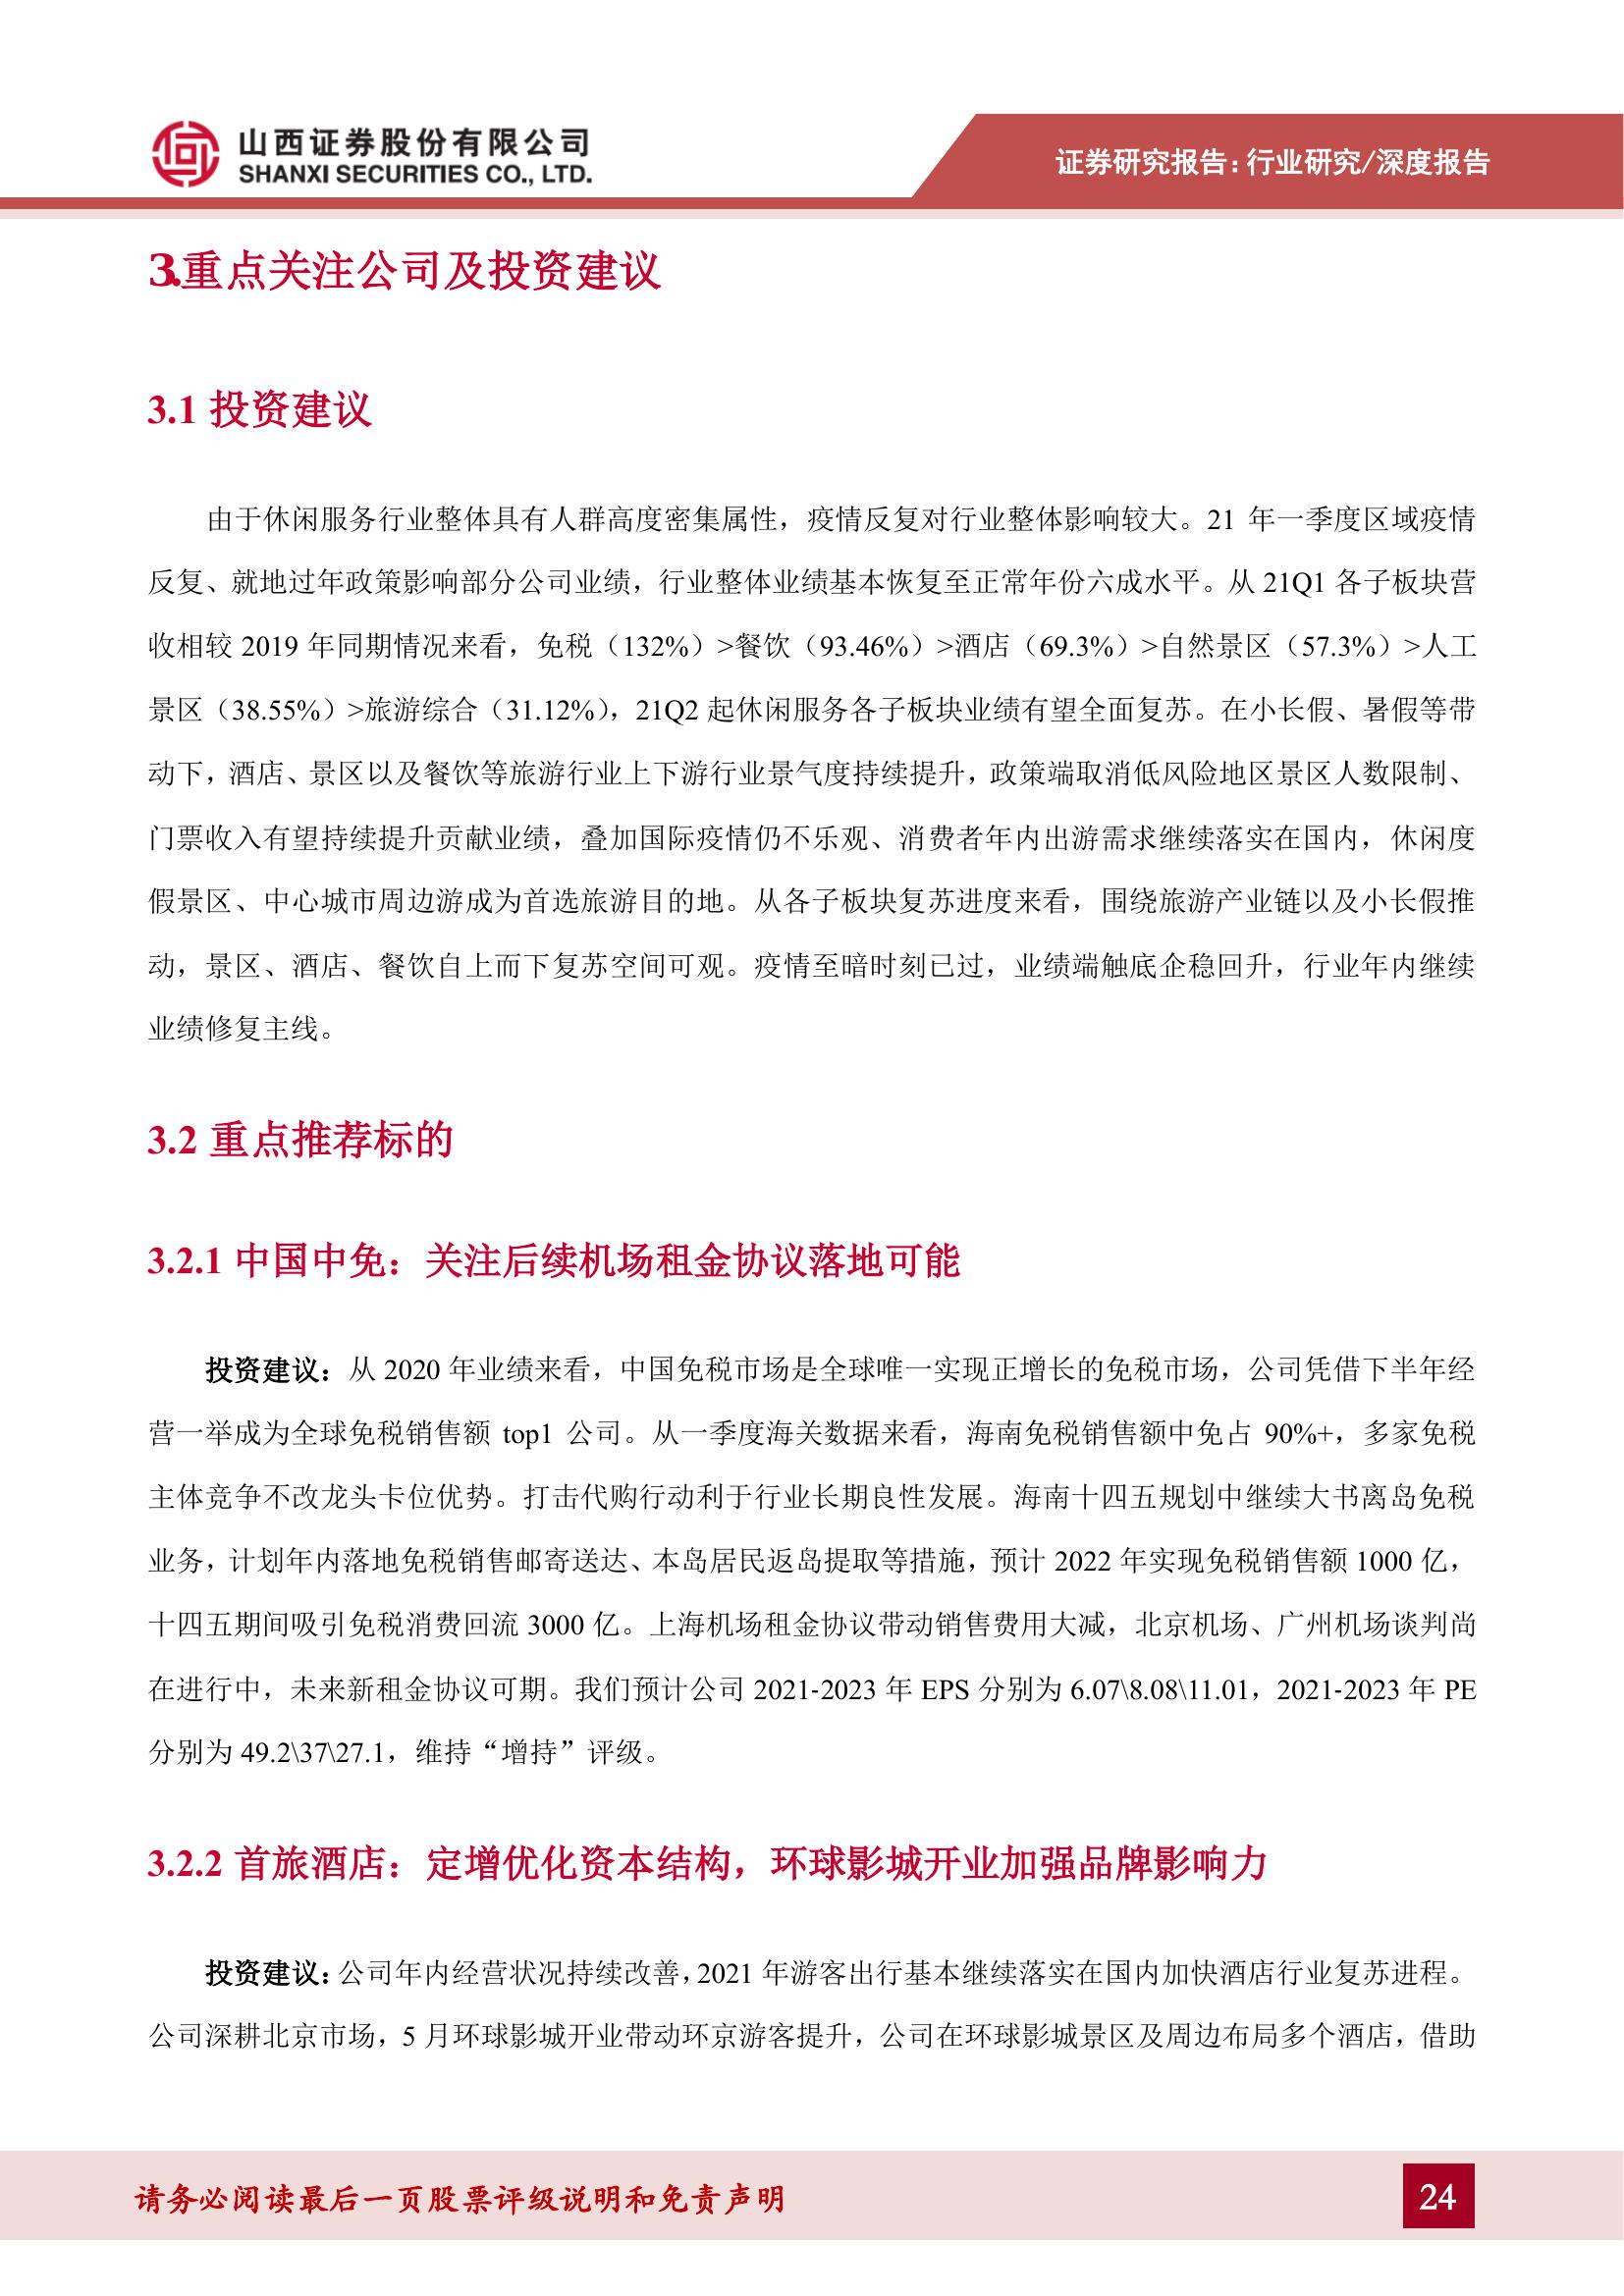 山西证券股份有限公司
SHANXI SECURITIES CO., LTD.
证券研究报告：行业研究/深度报告
3.重点关注公司及投资建议
3.1 投资建议
由于休闲服务行业整体具有人群高度密集属性，疫情反复对行业整体影响较大。21 年一季度区域疫情
反复、就地过年政策影响部分公司业绩，行业整体业绩基本恢复至正常年份六成水平。从 21Q1 各子板块营
收相较 2019 年同期情况来看，免税（132%）>餐饮（93.46%）>酒店（69.3%）>自然景区（57.3%）>人工
景区（38.55%）>旅游综合（31.12%），21Q2 起休闲服务各子板块业绩有望全面复苏。在小长假、暑假等带
动下，酒店、景区以及餐饮等旅游行业上下游行业景气度持续提升，政策端取消低风险地区景区人数限制、
门票收入有望持续提升贡献业绩，叠加国际疫情仍不乐观、消费者年内出游需求继续落实在国内，休闲度
假景区、中心城市周边游成为首选旅游目的地。从各子板块复苏进度来看，围绕旅游产业链以及小长假推
动，景区、酒店、餐饮自上而下复苏空间可观。疫情至暗时刻已过，业绩端触底企稳回升，行业年内继续
业绩修复主线。
3.2 重点推荐标的
3.2.1 中国中免：关注后续机场租金协议落地可能
投资建议：从 2020 年业绩来看，中国免税市场是全球唯一实现正增长的免税市场，公司凭借下半年经
营一举成为全球免税销售额 top1 公司。从一季度海关数据来看，海南免税销售额中免占 90%+，多家免税
主体竞争不改龙头卡位优势。打击代购行动利于行业长期良性发展。海南十四五规划中继续大书离岛免税
业务，计划年内落地免税销售邮寄送达、本岛居民返岛提取等措施，预计 2022 年实现免税销售额 1000 亿，
十四五期间吸引免税消费回流 3000 亿。上海机场租金协议带动销售费用大减，北京机场、广州机场谈判尚
在进行中，未来新租金协议可期。我们预计公司 2021-2023 年 EPS 分别为 6.07\8.08\11.01，2021-2023 年 PE
分别为 49.2\37\27.1，维持“增持”评级。
3.2.2 首旅酒店：定增优化资本结构，环球影城开业加强品牌影响力
投资建议：公司年内经营状况持续改善，2021 年游客出行基本继续落实在国内加快酒店行业复苏进程。
公司深耕北京市场，5 月环球影城开业带动环京游客提升，公司在环球影城景区及周边布局多个酒店，借助
请务必阅读最后一页股票评级说明和免责声明
24